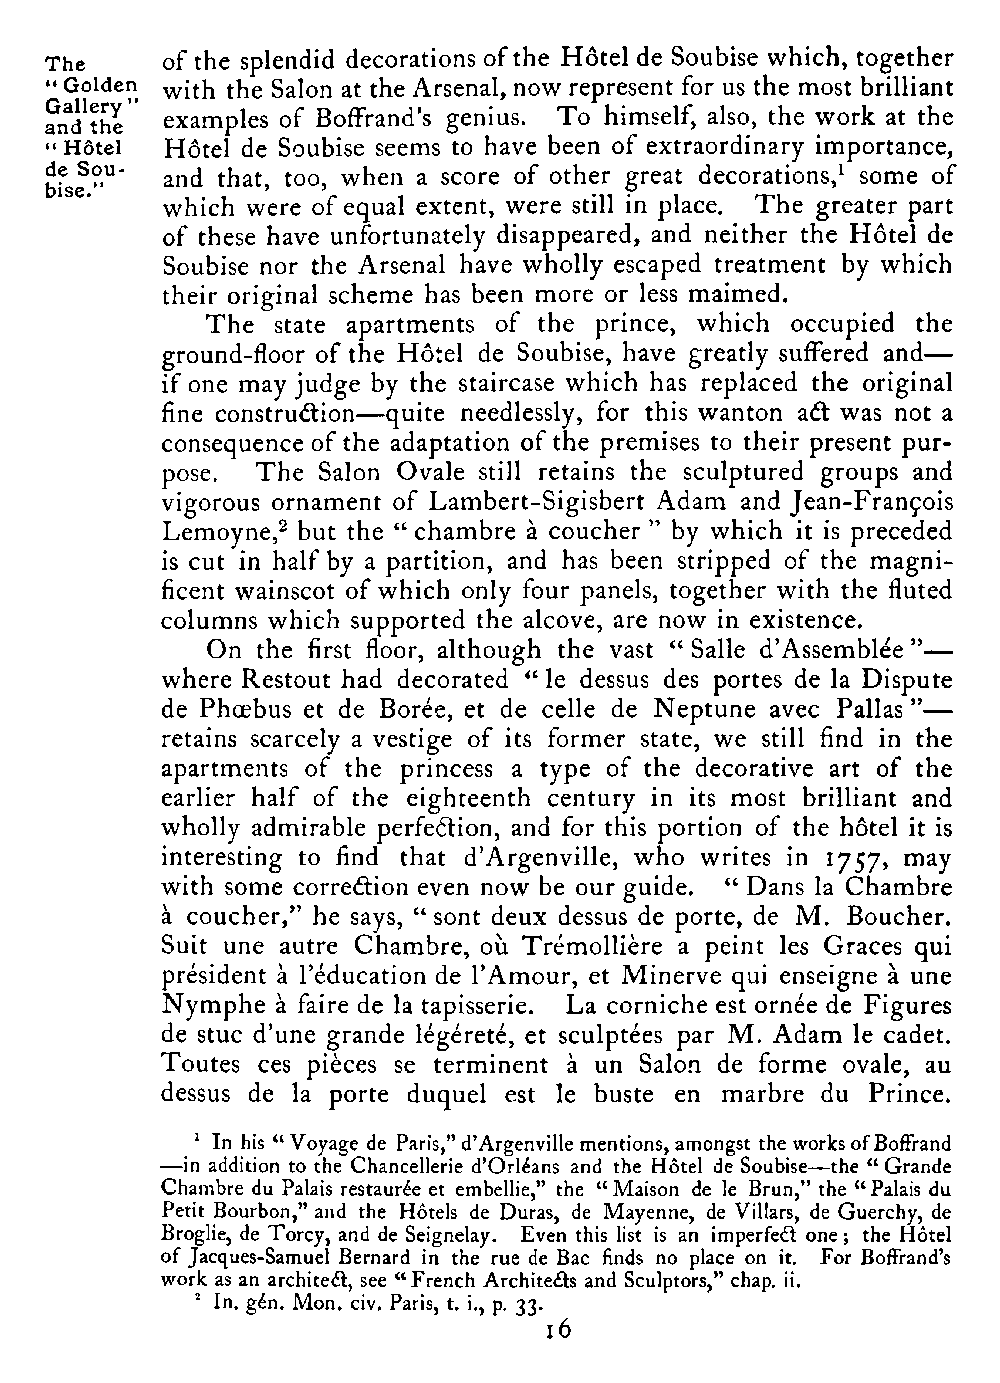 The
“ Golden
Gallery ”
and the
“ Hôtel
de Sou-
bise.”
of the splendid decorations of the Hôtel de Soubise which, together
with the Salon at the Arsenal, now represent for us the most brilliant
examples of Boffrand's genius. To himself, also, the work at the
Hôtel de Soubise seems to have been of extraordinary importance,
and that, too, when a score of other great decorations,¹ some of
which were of equal extent, were still in place. The greater part
of these have unfortunately disappeared, and neither the Hôtel de
Soubise nor the Arsenal have wholly escaped treatment by which
their original scheme has been more or less maimed.
The state apartments of the prince, which occupied the
ground-floor of the Hôtel de Soubise, have greatly suffered and—
if one may judge by the staircase which has replaced the original
fine construction—quite needlessly, for this wanton act was not a
consequence of the adaptation of the premises to their present pur-
pose. The Salon Ovale still retains the sculptured groups and
vigorous ornament of Lambert-Sigisbert Adam and Jean-François
Lemoyne,² but the “ chambre à coucher ” by which it is preceded
is cut in half by a partition, and has been stripped of the magni-
ficent wainscot of which only four panels, together with the fluted
columns which supported the alcove, are now in existence.
On the first floor, although the vast “ Salle d'Assemblée ”—
where Restout had decorated “ le dessus des portes de la Dispute
de Phœbus et de Borée, et de celle de Neptune avec Pallas ”—
retains scarcely a vestige of its former state, we still find in the
apartments of the princess a type of the decorative art of the
earlier half of the eighteenth century in its most brilliant and
wholly admirable perfection, and for this portion of the hôtel it is
interesting to find that d'Argenville, who writes in 1757, may
with some correction even now be our guide. “ Dans la Chambre
à coucher,” he says, “ sont deux dessus de porte, de M. Boucher.
Suit une autre Chambre, où Trémollière a peint les Graces qui
président à l'éducation de l'Amour, et Minerve qui enseigne à une
Nymphe à faire de la tapisserie. La corniche est ornée de Figures
de stuc d'une grande légéreté, et sculptées par M. Adam le cadet.
Toutes ces pièces se terminent à un Salon de forme ovale, au
dessus de la porte duquel est le buste en marbre du Prince.
¹ In his “ Voyage de Paris,” d'Argenville mentions, amongst the works of Boffrand
—in addition to the Chancellerie d'Orléans and the Hôtel de Soubise—the “ Grande
Chambre du Palais restaurée et embellie,” the “ Maison de le Brun,” the “ Palais du
Petit Bourbon,” and the Hôtels de Duras, de Mayenne, de Villars, de Guerchy, de
Broglie, de Torcy, and de Seignelay. Even this list is an imperfect one ; the Hôtel
of Jacques-Samuel Bernard in the rue de Bac finds no place on it. For Boffrand's
work as an architect, see “ French Architects and Sculptors,” chap. ii.
² In. gén. Mon. civ. Paris, t. i., p. 33.
16